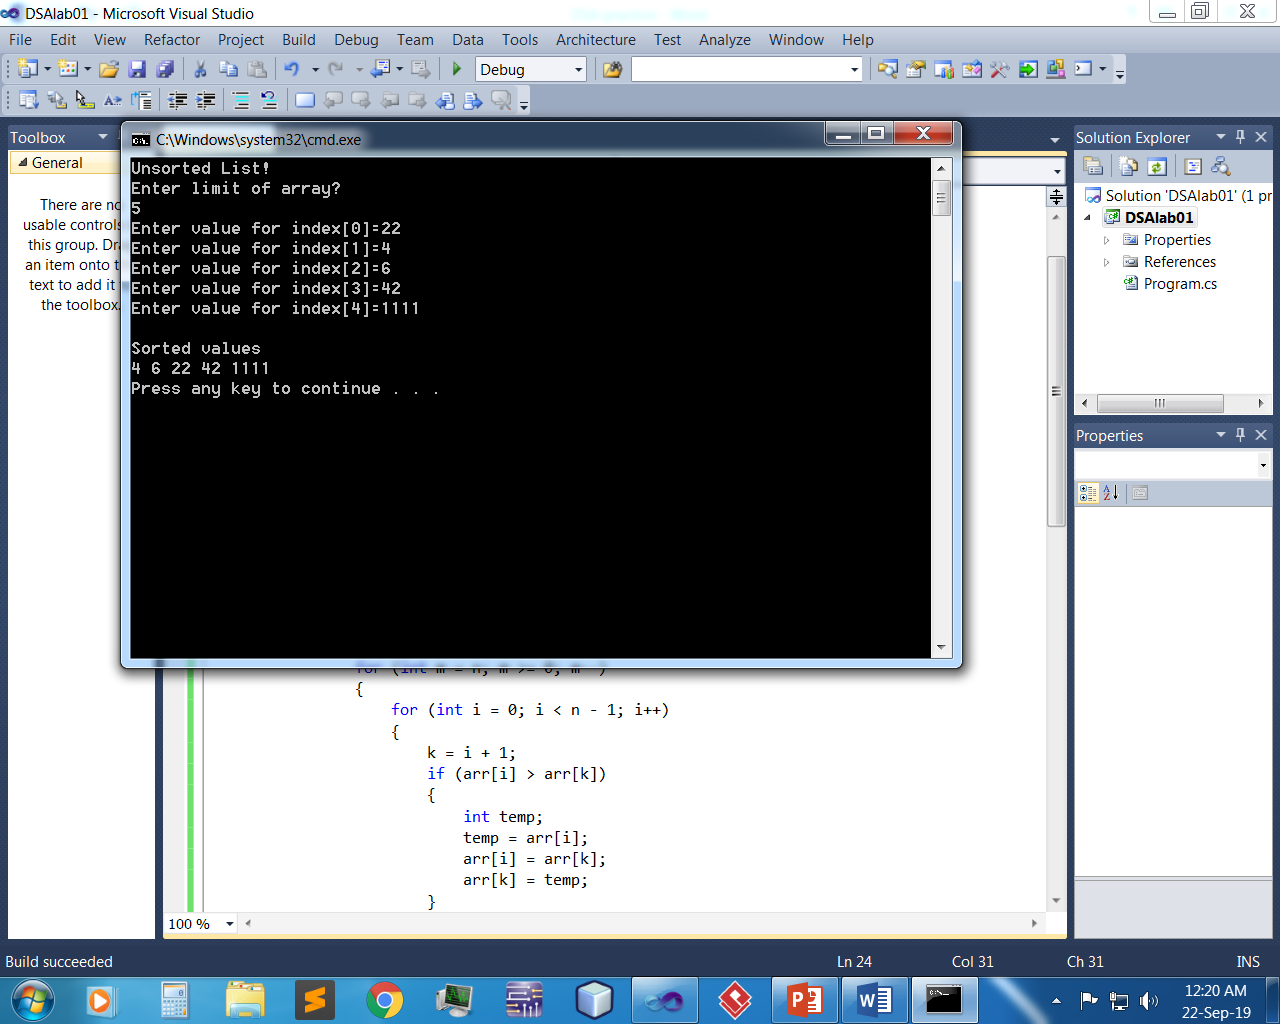 DSAlab01 - Microsoft Visual Studio
File Edit View Refactor Project Build Debug Team Data Tools Architecture Test Analyze Window Help
Debug
Toolbox
General
There are no
usable controls
this group. Dra
an item onto t
text to add it
the toolbox.
C:\Windows\system32\cmd.exe
Unsorted List!
Enter limit of array?
5
Enter value for index[0]=22
Enter value for index[1]=4
Enter value for index[2]=6
Enter value for index[3]=42
Enter value for index[4]=1111
Sorted values
4 6 22 42 1111
Press any key to continue . . .
Solution Explorer
Solution 'DSAlab01' (1 pr
DSAlab01
Properties
References
Program.cs
Properties
{
for (int i = 0; i < n - 1; i++)
{
k = i + 1;
if (arr[i] > arr[k])
{
int temp;
temp = arr[i];
arr[i] = arr[k];
arr[k] = temp;
}
100 %
Build succeeded
Ln 24 Col 31 Ch 31 INS
12:20 AM
22-Sep-19